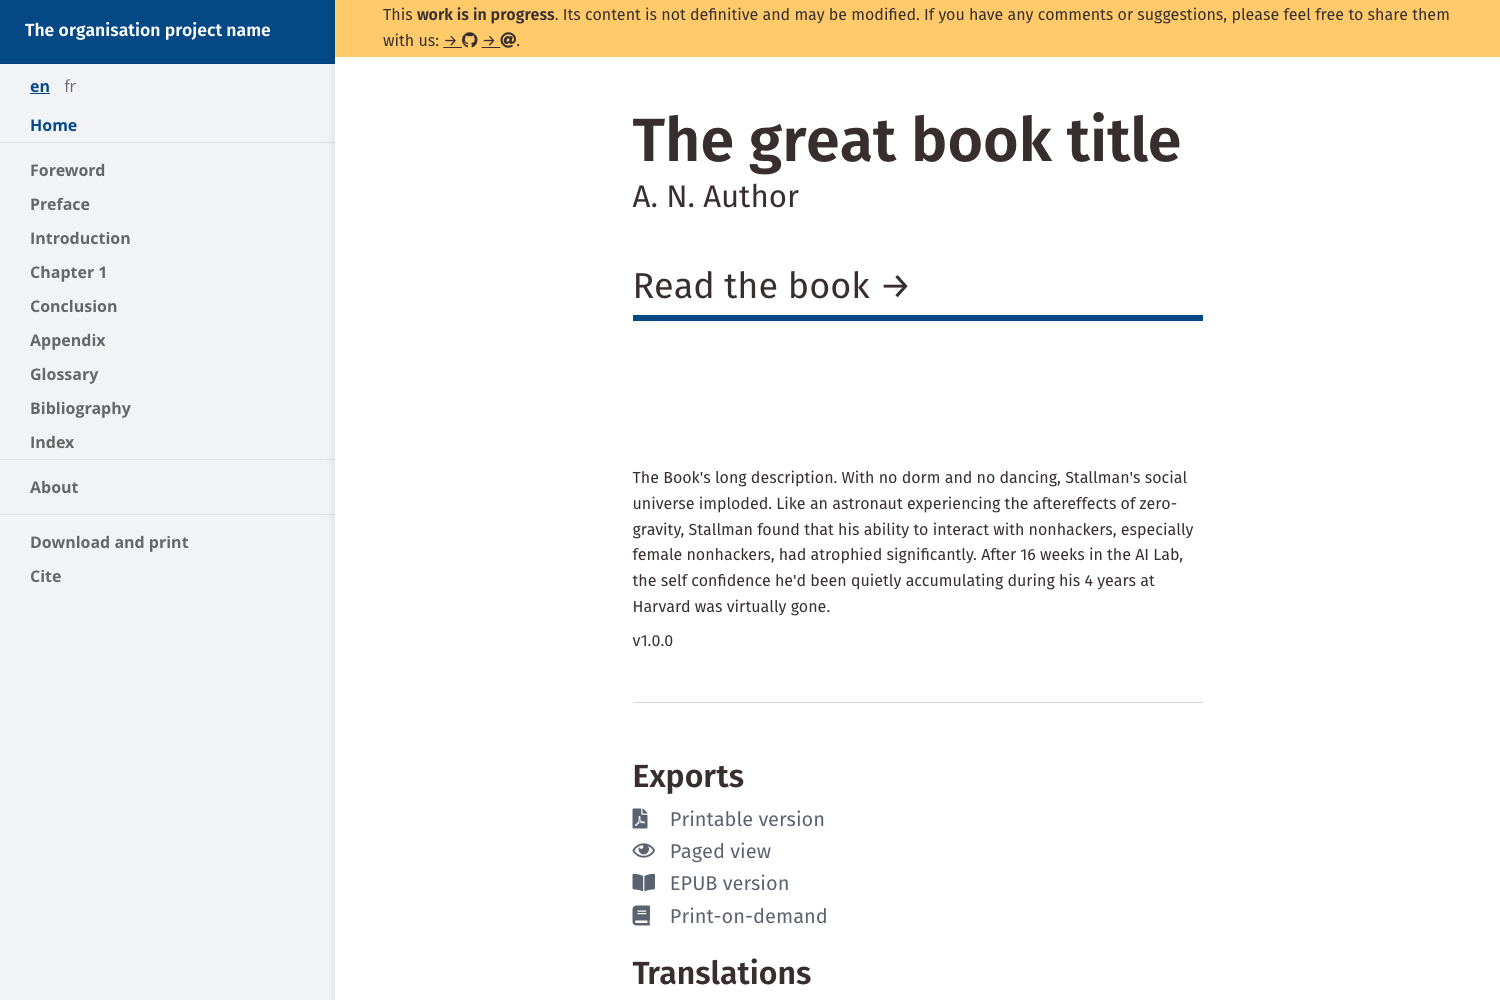 The organisation project name
en fr
Home
Foreword
Preface
Introduction
Chapter 1
Conclusion
Appendix
Glossary
Bibliography
Index
About
Download and print
Cite
This work is in progress. Its content is not definitive and may be modified. If you have any comments or suggestions, please feel free to share them
with us: → → @.
The great book title
A. N. Author
Read the book →
The Book's long description. With no dorm and no dancing, Stallman's social
universe imploded. Like an astronaut experiencing the aftereffects of zero-
gravity, Stallman found that his ability to interact with nonhackers, especially
female nonhackers, had atrophied significantly. After 16 weeks in the AI Lab,
the self confidence he'd been quietly accumulating during his 4 years at
Harvard was virtually gone.
v1.0.0
Exports
Printable version
Paged view
EPUB version
Print-on-demand
Translations